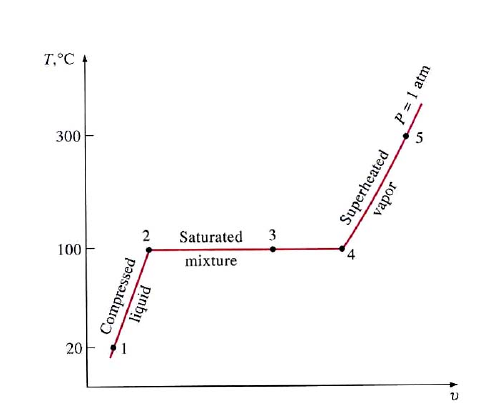 T,°C
P = 1 atm
300
5
Superheated
vapor
2
Saturated
3
100
mixture
4
Compressed
liquid
20
1
υ